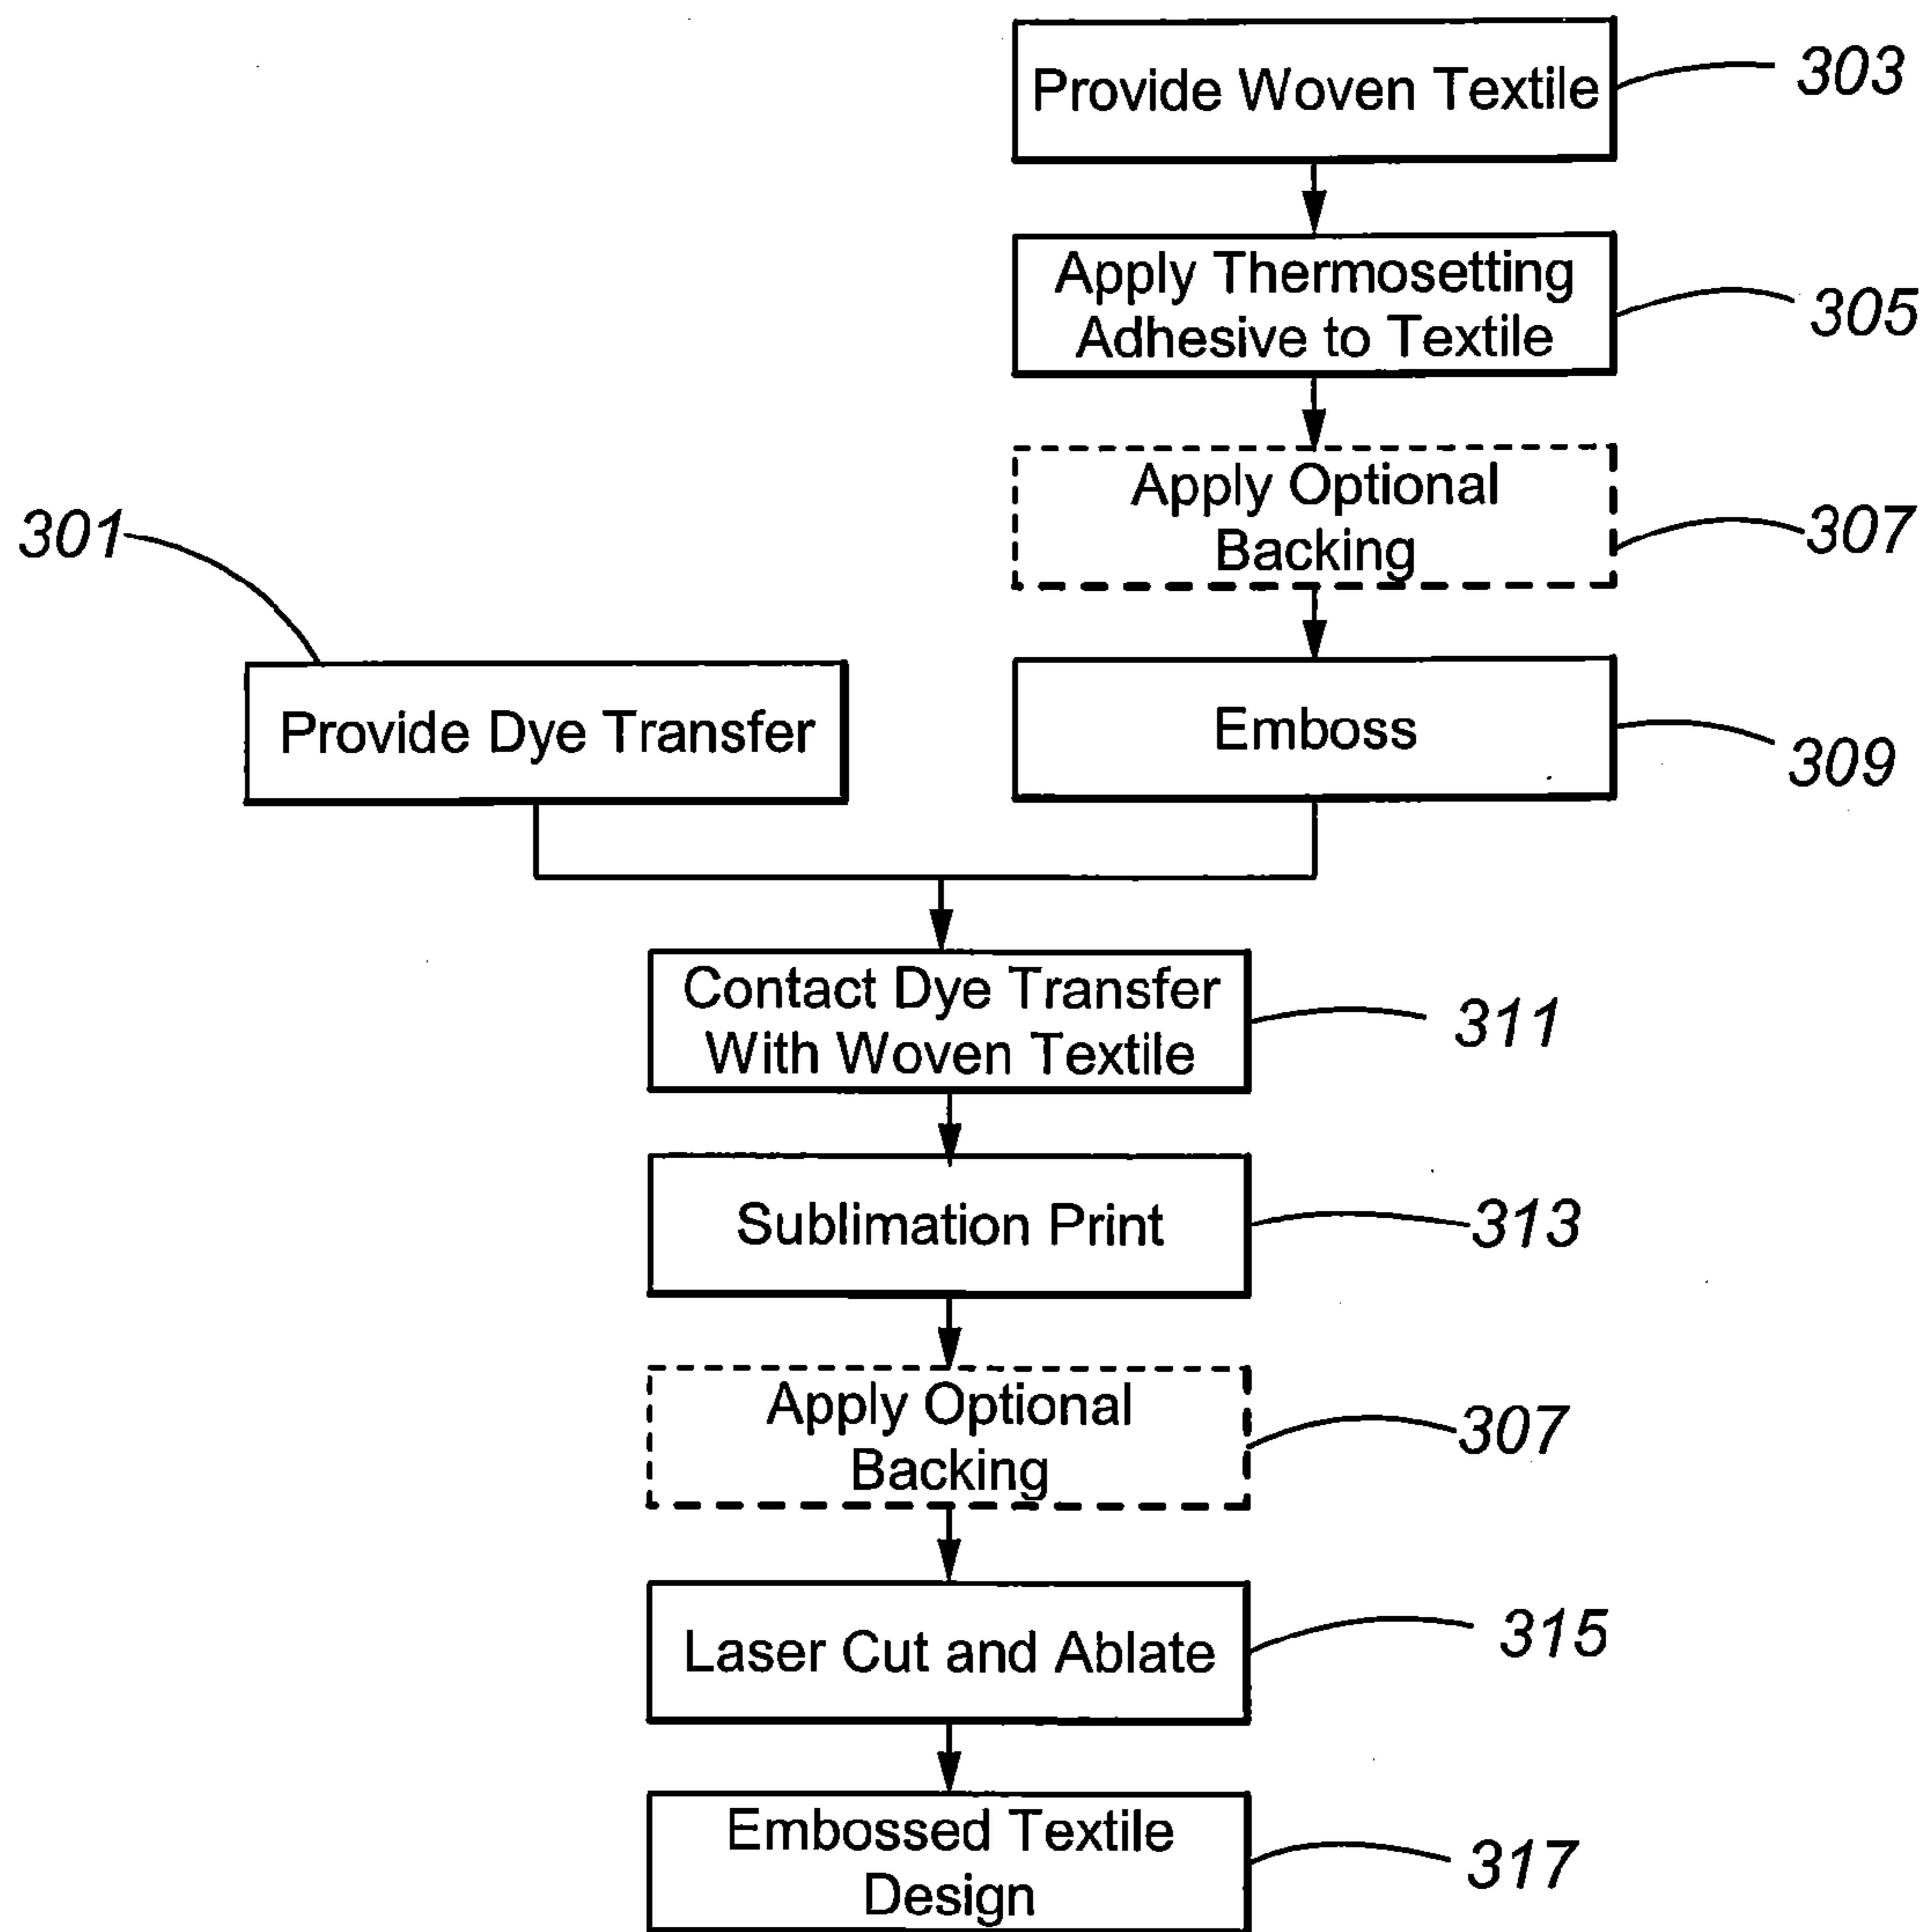 Provide Woven Textile
303
Apply Thermosetting
Adhesive to Textile
305
Apply Optional
Backing
307
301
Provide Dye Transfer
Emboss
309
Contact Dye Transfer
With Woven Textile
311
Sublimation Print
313
Apply Optional
Backing
307
Laser Cut and Ablate
315
Embossed Textile
Design
317